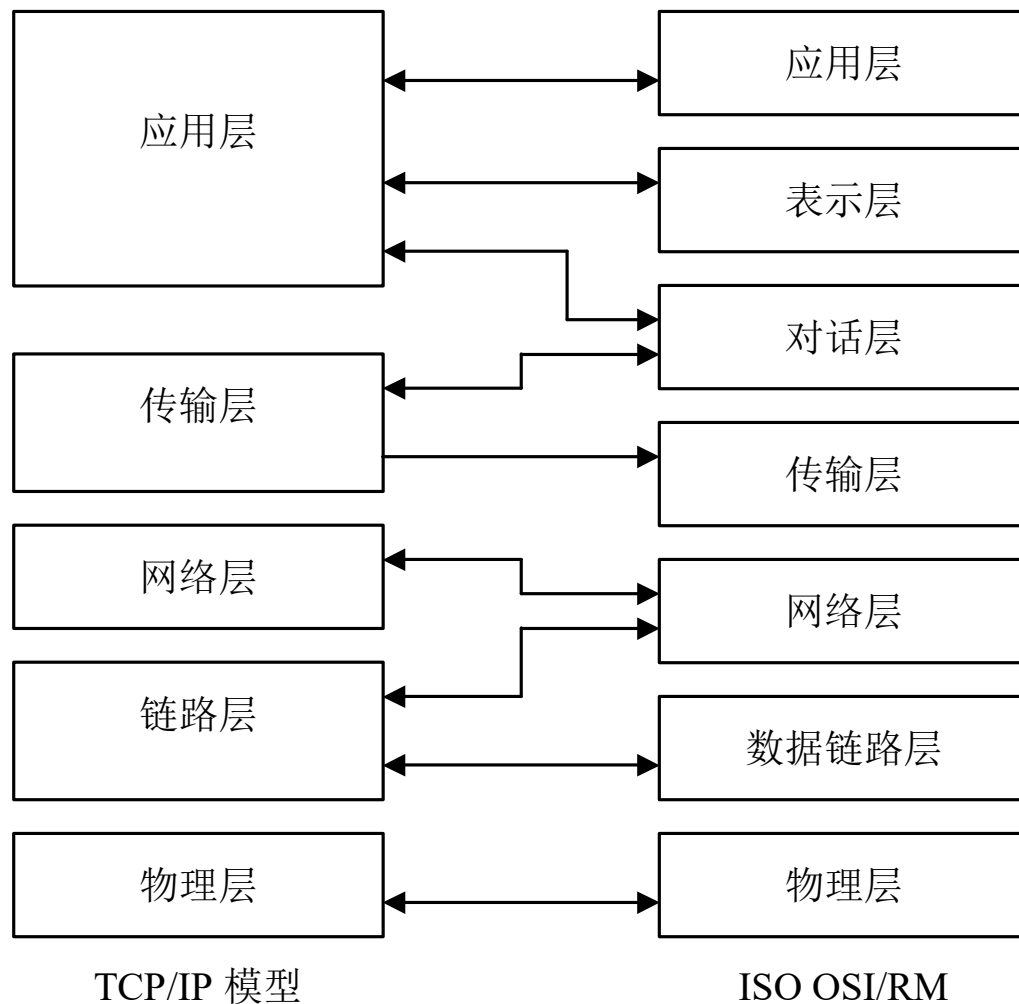 应用层
传输层
网络层
链路层
物理层
TCP/IP 模型
应用层
表示层
对话层
传输层
网络层
数据链路层
物理层
ISO OSI/RM